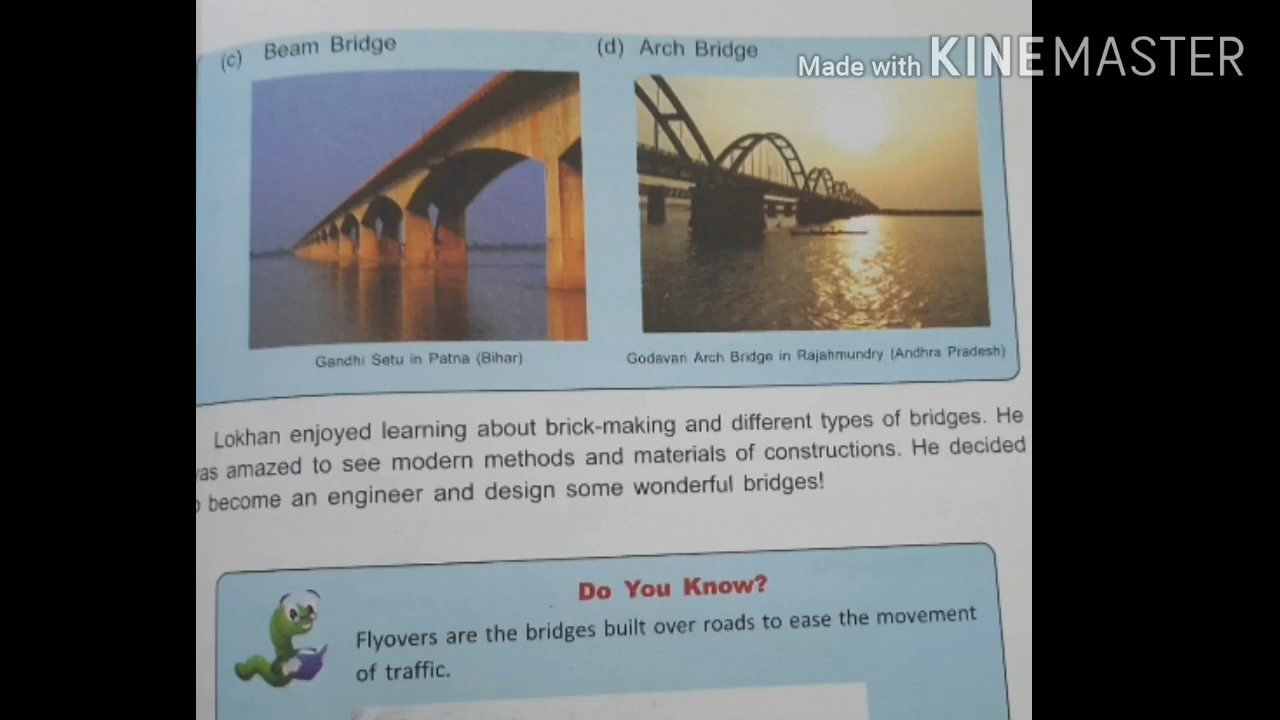 Made with KINEMASTER
(c) Beam Bridge
(d) Arch Bridge
Gandhi Setu in Patna (Bihar)
Godavari Arch Bridge in Rajahmundry (Andhra Pradesh)
Lokhan enjoyed learning about brick-making and different types of bridges. He
as amazed to see modern methods and materials of constructions. He decided
become an engineer and design some wonderful bridges!
Do You Know?
Flyovers are the bridges built over roads to ease the movement
of traffic.